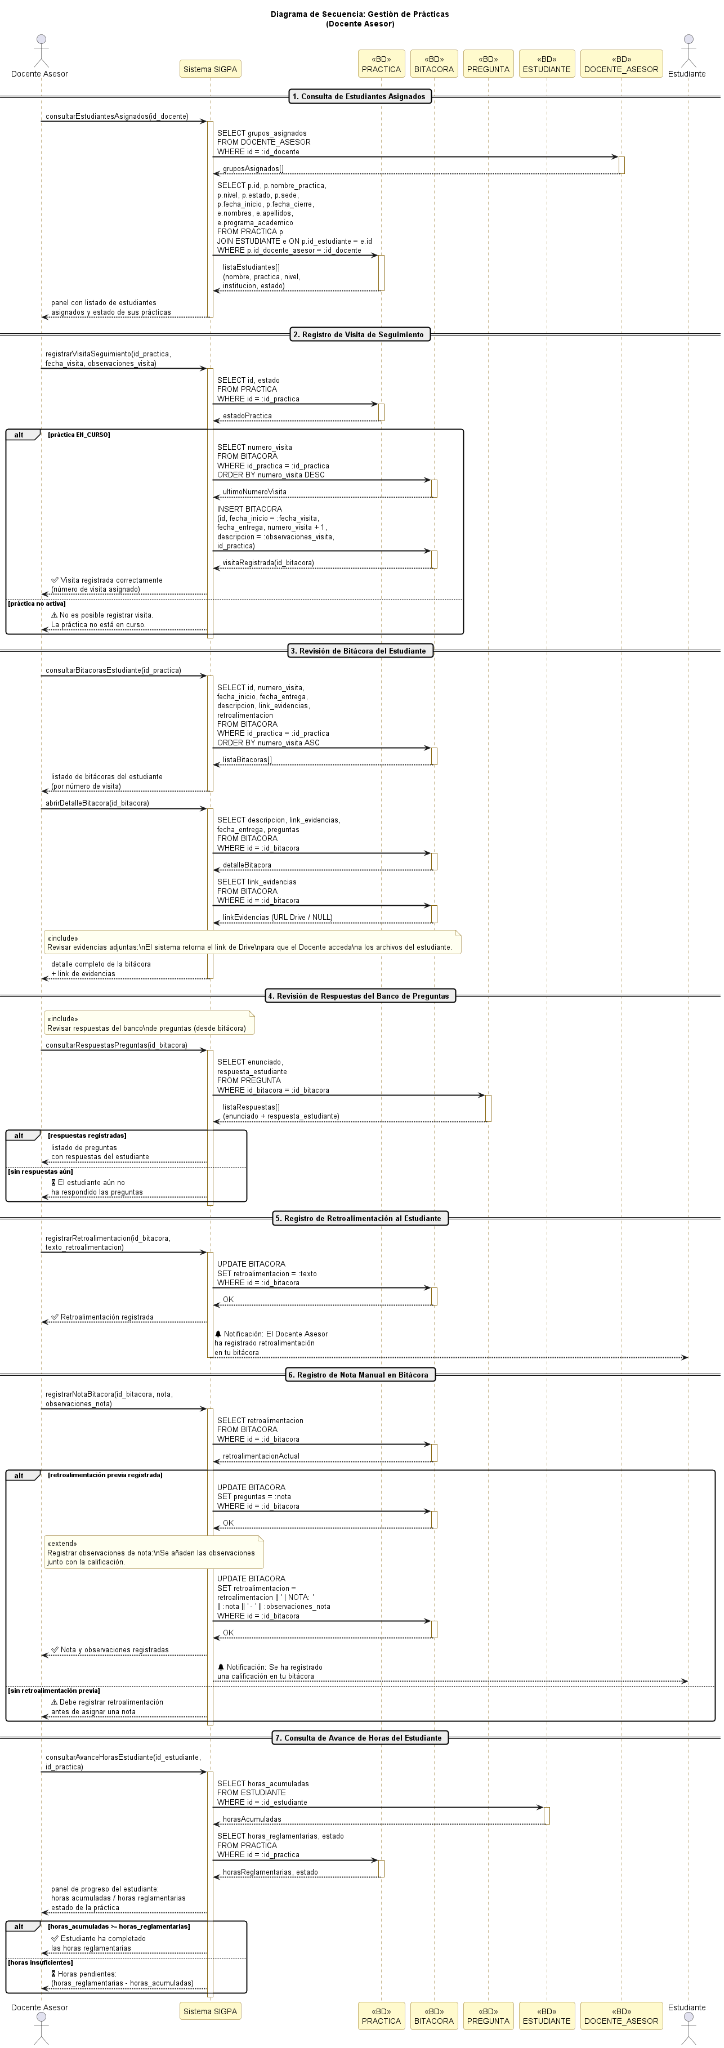 Diagrama de Secuencia: Gestión de Prácticas
(Docente Asesor)
Docente Asesor
Sistema SIGPA
«BD»
PRACTICA
«BD»
BITACORA
«BD»
PREGUNTA
«BD»
ESTUDIANTE
«BD»
DOCENTE_ASESOR
Estudiante
1. Consulta de Estudiantes Asignados
consultarEstudiantesAsignados(id_docente)
SELECT grupos_asignados
FROM DOCENTE_ASESOR
WHERE id = :id_docente
gruposAsignados[]
SELECT p.id, p.nombre_practica,
p.nivel, p.estado, p.sede,
p.fecha_inicio, p.fecha_cierre,
e.nombres, e.apellidos,
e.programa_academico
FROM PRACTICA p
JOIN ESTUDIANTE e ON p.id_estudiante = e.id
WHERE p.id_docente_asesor = :id_docente
listaEstudiantes[]
(nombre, practica, nivel,
institucion, estado)
panel con listado de estudiantes
asignados y estado de sus prácticas
2. Registro de Visita de Seguimiento
registrarVisitaSeguimiento(id_practica,
fecha_visita, observaciones_visita)
SELECT id, estado
FROM PRACTICA
WHERE id = :id_practica
estadoPractica
alt [práctica EN_CURSO]
SELECT numero_visita
FROM BITACORA
WHERE id_practica = :id_practica
ORDER BY numero_visita DESC
ultimoNumeroVisita
INSERT BITACORA
(id, fecha_inicio = :fecha_visita,
fecha_entrega, numero_visita + 1,
descripcion = :observaciones_visita,
id_practica)
visitaRegistrada(id_bitacora)
✅ Visita registrada correctamente
(número de visita asignado)
[práctica no activa]
⚠ No es posible registrar visita.
La práctica no está en curso
3. Revisión de Bitácora del Estudiante
consultarBitacorasEstudiante(id_practica)
SELECT id, numero_visita,
fecha_inicio, fecha_entrega,
descripcion, link_evidencias,
retroalimentacion
FROM BITACORA
WHERE id_practica = :id_practica
ORDER BY numero_visita ASC
listaBitacoras[]
listado de bitácoras del estudiante
(por número de visita)
abrirDetalleBitacora(id_bitacora)
SELECT descripcion, link_evidencias,
fecha_entrega, preguntas
FROM BITACORA
WHERE id = :id_bitacora
detalleBitacora
SELECT link_evidencias
FROM BITACORA
WHERE id = :id_bitacora
linkEvidencias (URL Drive / NULL)
«include»
Revisar evidencias adjuntas:\nEl sistema retorna el link de Drive\npara que el Docente acceda\na los archivos del estudiante.
detalle completo de la bitácora
+ link de evidencias
4. Revisión de Respuestas del Banco de Preguntas
«include»
Revisar respuestas del banco\nde preguntas (desde bitácora)
consultarRespuestasPreguntas(id_bitacora)
SELECT enunciado,
respuesta_estudiante
FROM PREGUNTA
WHERE id_bitacora = :id_bitacora
listaRespuestas[]
(enunciado + respuesta_estudiante)
alt [respuestas registradas]
listado de preguntas
con respuestas del estudiante
[sin respuestas aún]
⏳ El estudiante aún no
ha respondido las preguntas
5. Registro de Retroalimentación al Estudiante
registrarRetroalimentacion(id_bitacora,
texto_retroalimentacion)
UPDATE BITACORA
SET retroalimentacion = :texto
WHERE id = :id_bitacora
OK
✅ Retroalimentación registrada
🔔 Notificación: El Docente Asesor
ha registrado retroalimentación
en tu bitácora
6. Registro de Nota Manual en Bitácora
registrarNotaBitacora(id_bitacora, nota,
observaciones_nota)
SELECT retroalimentacion
FROM BITACORA
WHERE id = :id_bitacora
retroalimentacionActual
alt [retroalimentación previa registrada]
UPDATE BITACORA
SET preguntas = :nota
WHERE id = :id_bitacora
OK
«extend»
Registrar observaciones de nota:\nSe añaden las observaciones
junto con la calificación.
UPDATE BITACORA
SET retroalimentacion =
retroalimentacion || ' | NOTA: '
|| :nota || ' - ' || :observaciones_nota
WHERE id = :id_bitacora
OK
✅ Nota y observaciones registradas
🔔 Notificación: Se ha registrado
una calificación en tu bitácora
[sin retroalimentación previa]
⚠ Debe registrar retroalimentación
antes de asignar una nota
7. Consulta de Avance de Horas del Estudiante
consultarAvanceHorasEstudiante(id_estudiante,
id_practica)
SELECT horas_acumuladas
FROM ESTUDIANTE
WHERE id = :id_estudiante
horasAcumuladas
SELECT horas_reglamentarias, estado
FROM PRACTICA
WHERE id = :id_practica
horasReglamentarias, estado
panel de progreso del estudiante:
horas acumuladas / horas reglamentarias
estado de la práctica
alt [horas_acumuladas >= horas_reglamentarias]
✅ Estudiante ha completado
las horas reglamentarias
[horas insuficientes]
⏳ Horas pendientes:
(horas_reglamentarias - horas_acumuladas)
Docente Asesor
Sistema SIGPA
«BD»
PRACTICA
«BD»
BITACORA
«BD»
PREGUNTA
«BD»
ESTUDIANTE
«BD»
DOCENTE_ASESOR
Estudiante